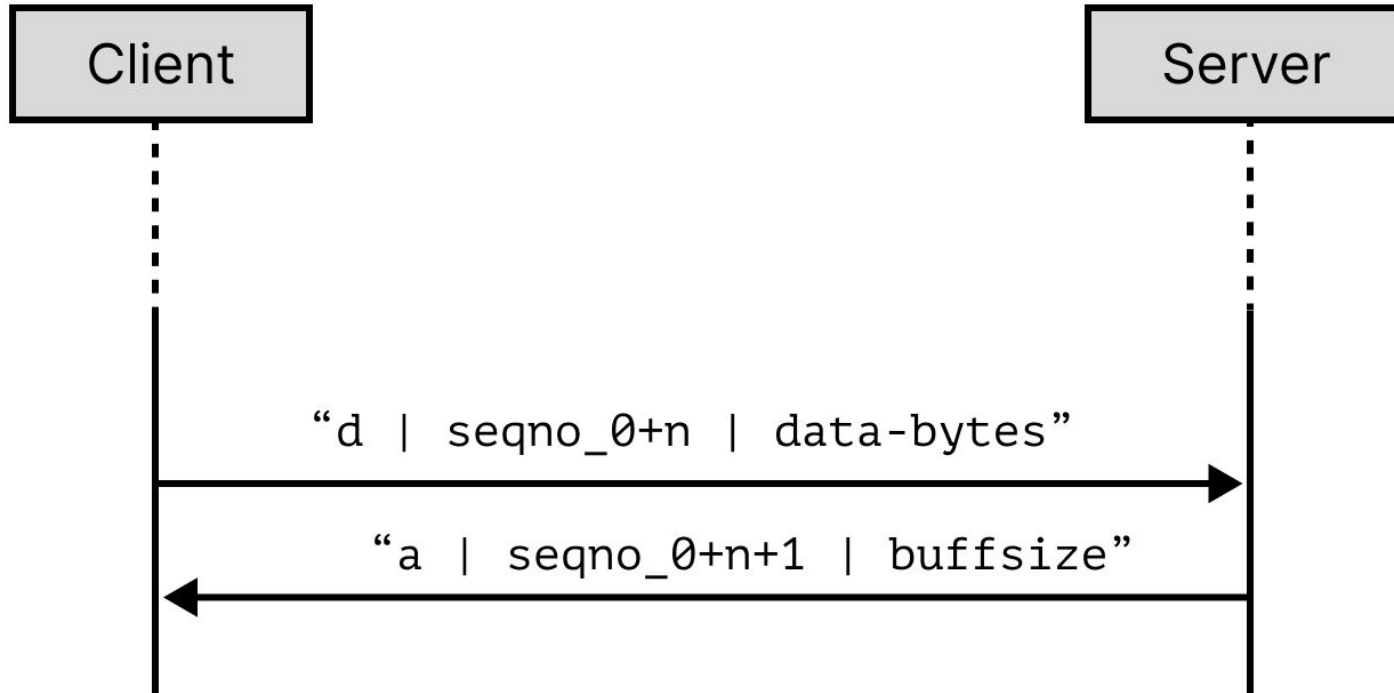 Client
Server
“d | seqno_0+n | data-bytes”
“a | seqno_0+n+1 | buffsize”